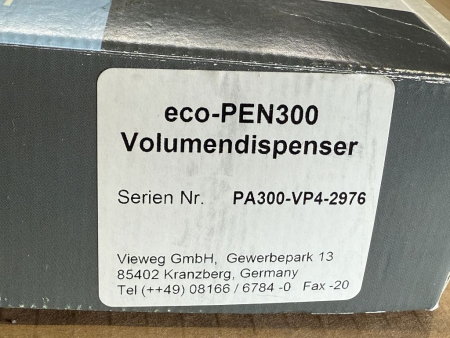 eco-PEN300
Volumendispenser
Serien Nr. PA300-VP4-2976
Vieweg GmbH, Gewerbepark 13
85402 Kranzberg, Germany
Tel (++49) 08166 / 6784 -0 Fax -20